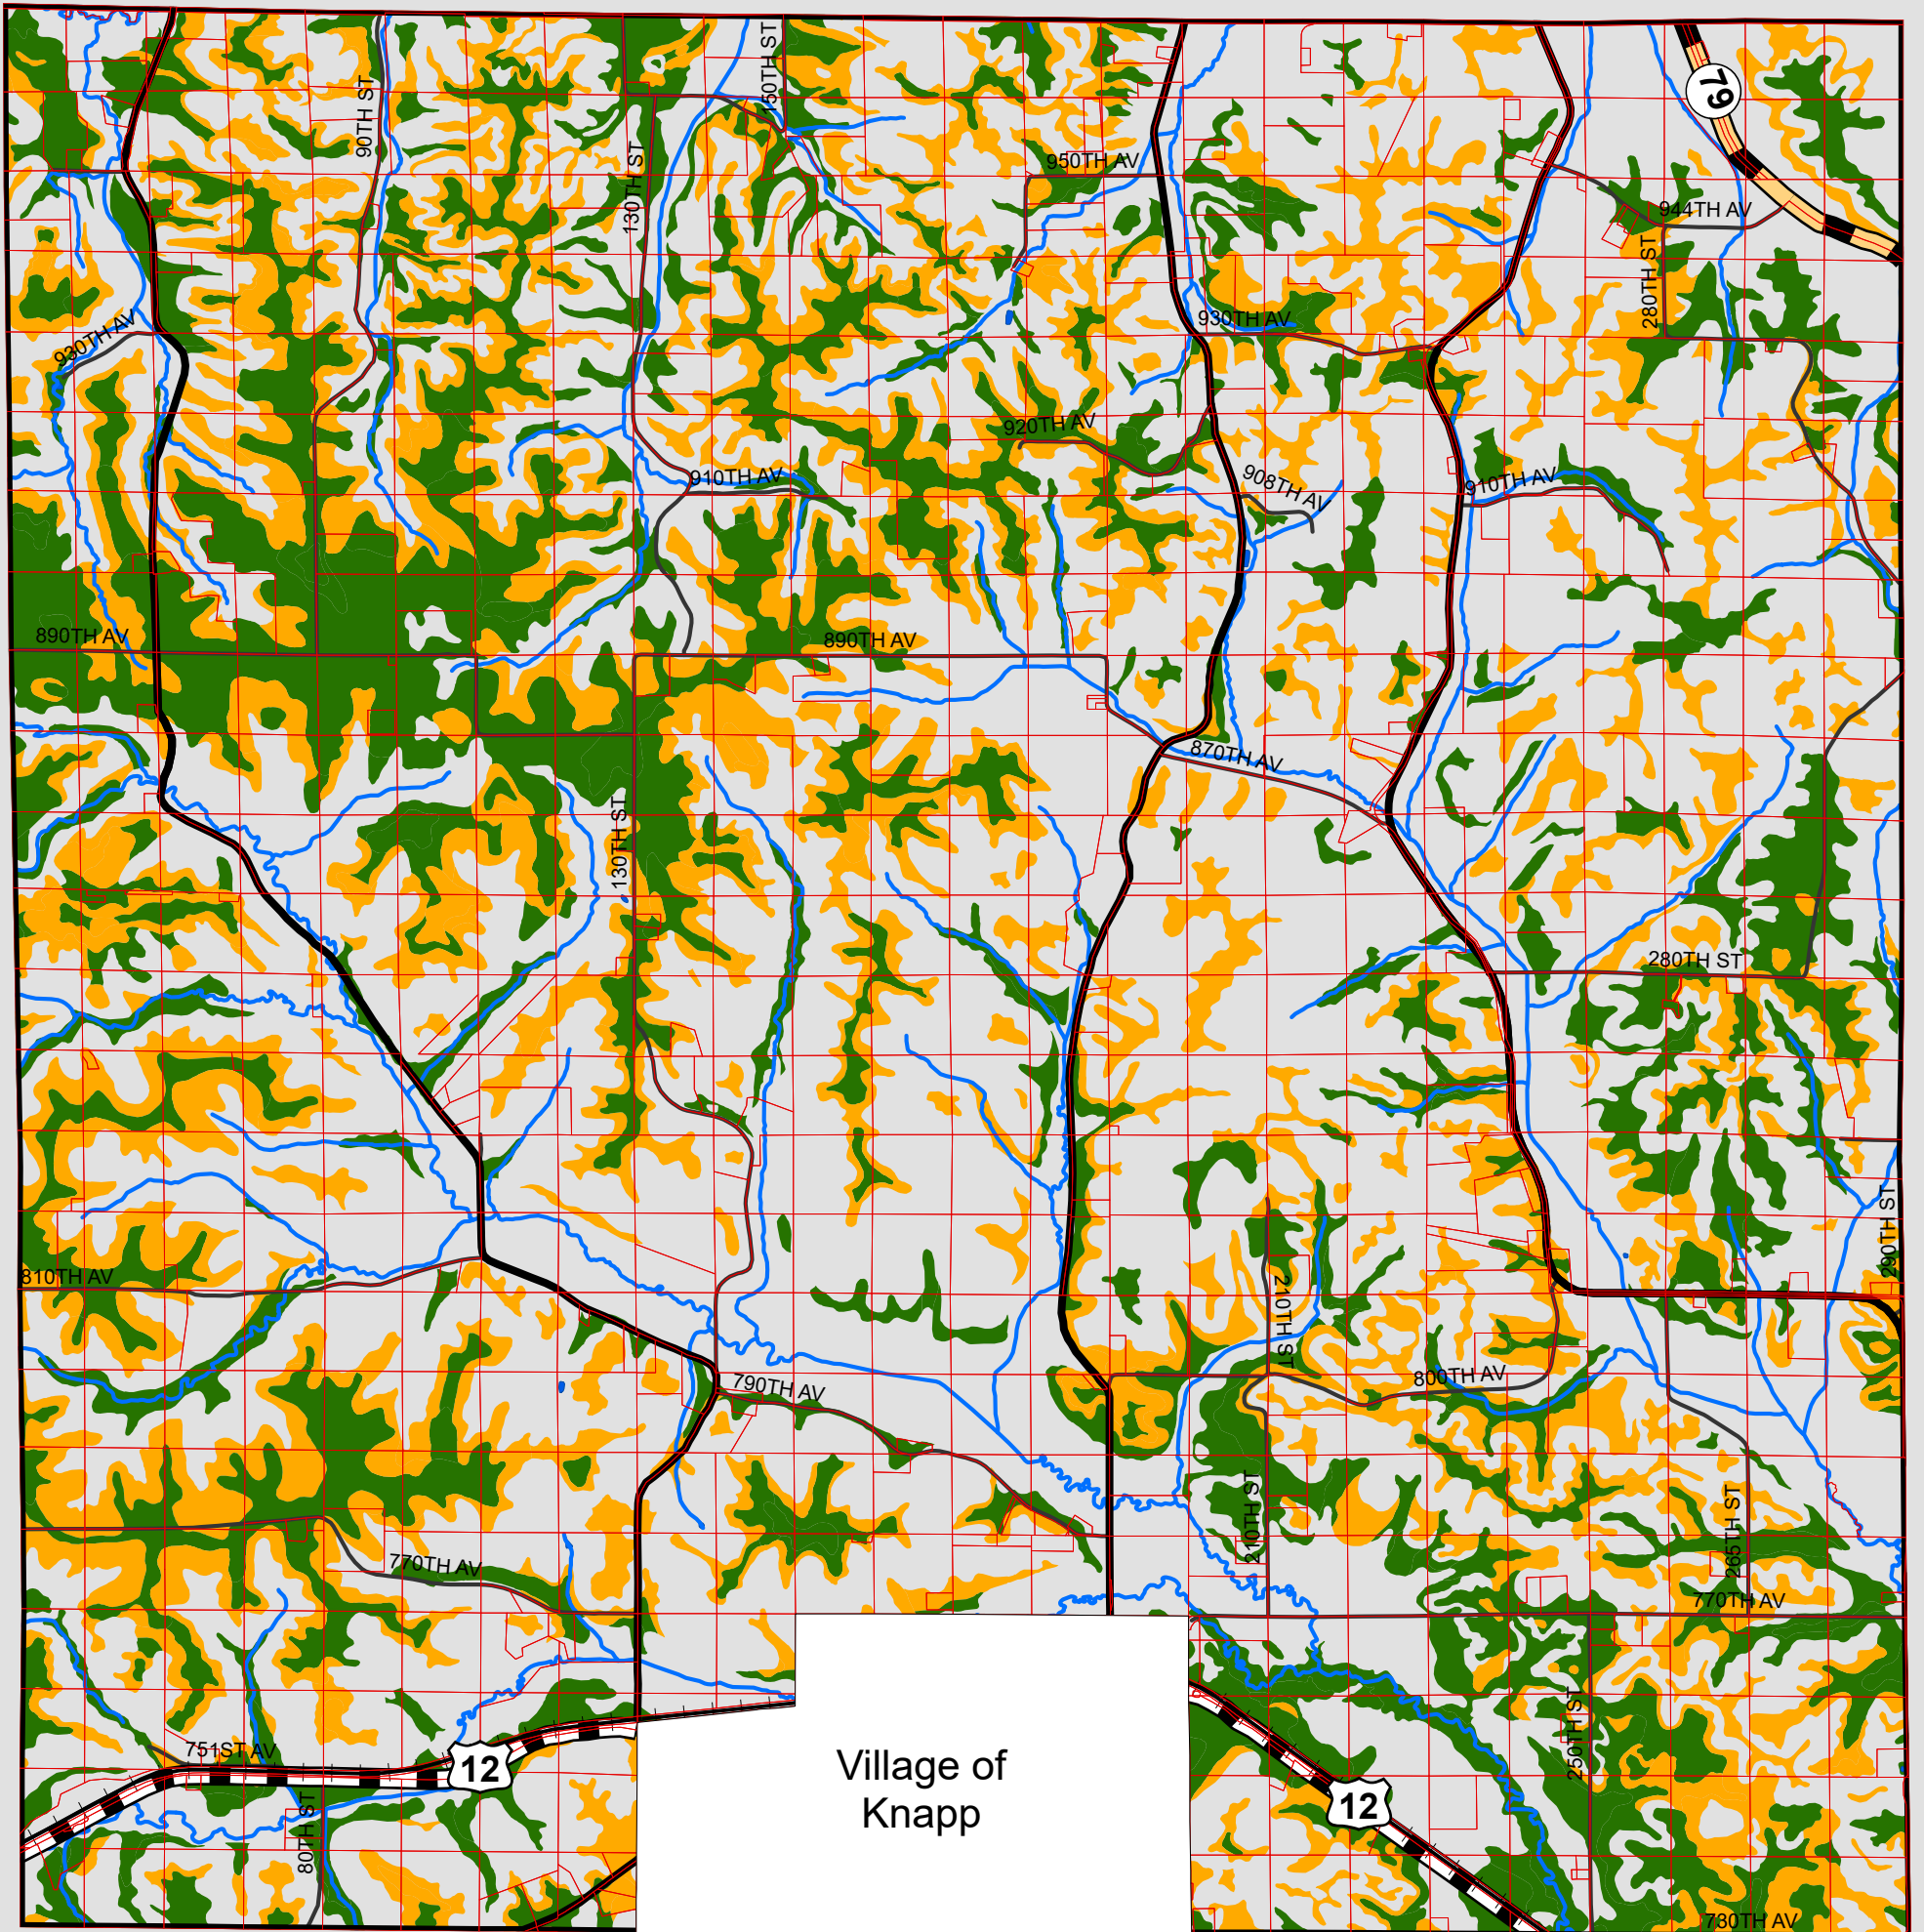 150TH ST
90TH ST
79
130TH ST
950TH AV
944TH AV
280TH ST
930TH AV
930TH AV
920TH AV
910TH AV
908TH AV
910TH AV
890TH AV
890TH AV
870TH AV
130TH ST
280TH ST
290TH ST
810TH AV
210TH ST
790TH AV
800TH AV
210TH ST
265TH ST
770TH AV
770TH AV
250TH ST
751ST AV
12
Village of
Knapp
12
80TH ST
730TH AV